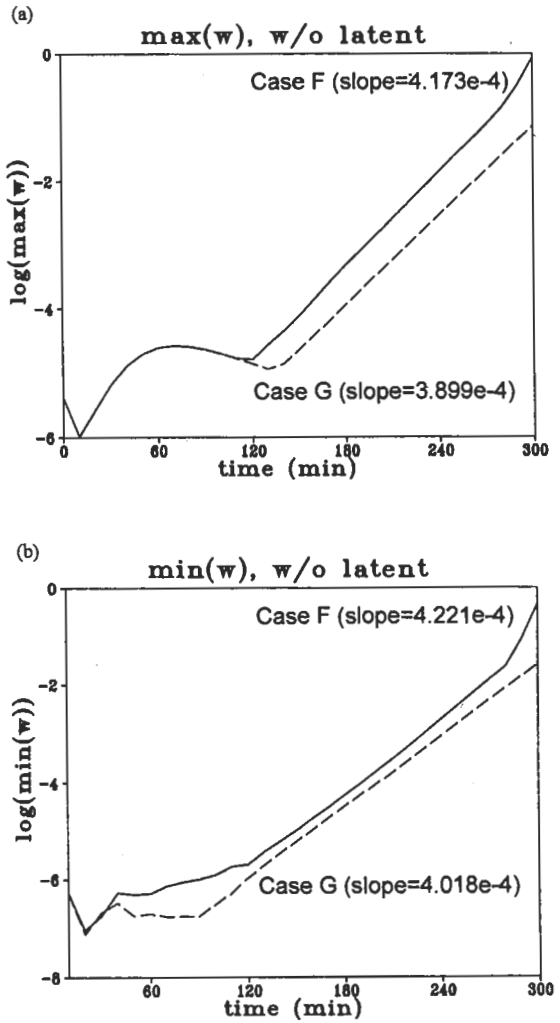 (a)
max(w), w/o latent
0
Case F (slope=4.173e-4)
-2
log(max(w))
-4
Case G (slope=3.899e-4)
-6
0 60 120 180 240 300
time (min)
(b)
min(w), w/o latent
0
Case F (slope=4.221e-4)
-2
log(min(w))
-4
-6
Case G (slope=4.018e-4)
-8
60 120 180 240 300
time (min)